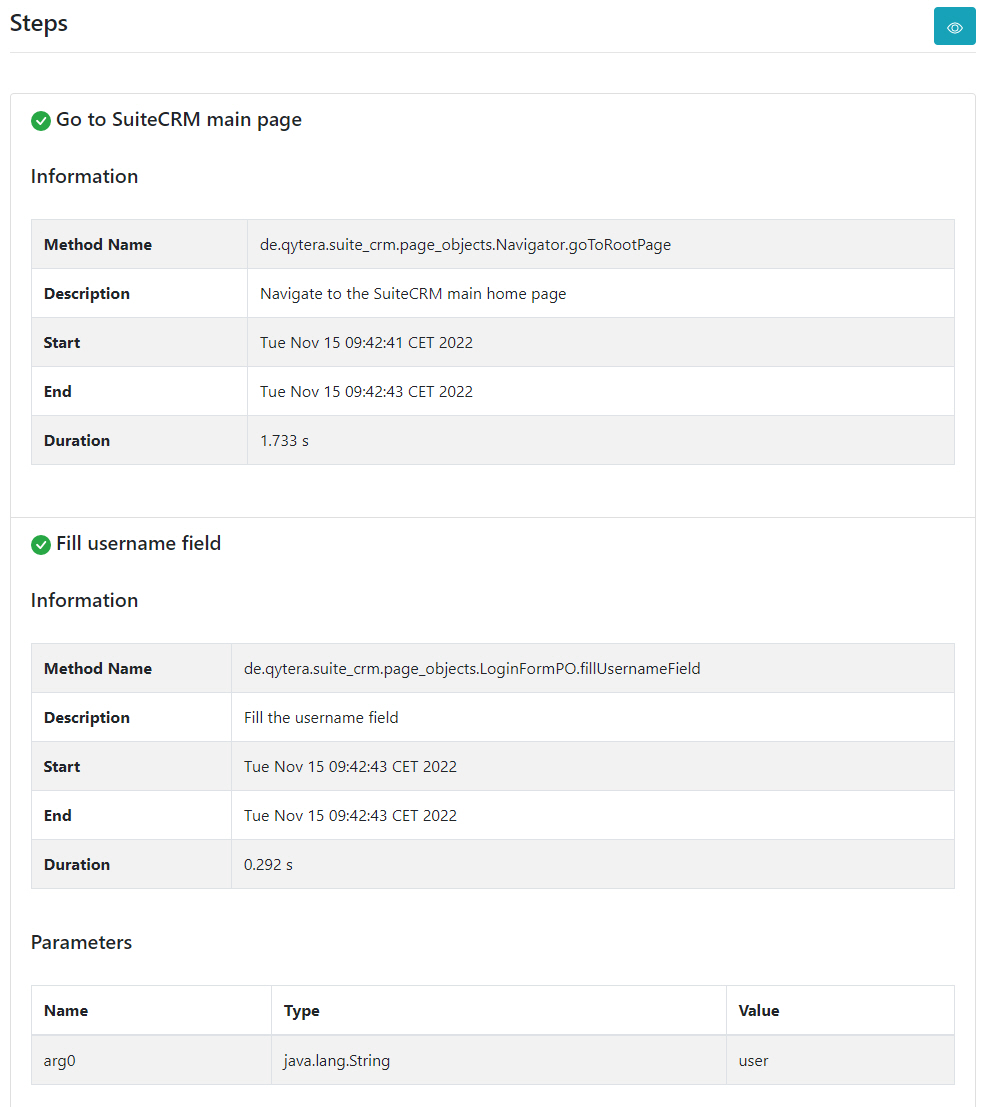 Steps
Go to SuiteCRM main page
Information
Method Name de.qytera.suite_crm.page_objects.Navigator.goToRootPage
Description Navigate to the SuiteCRM main home page
Start Tue Nov 15 09:42:41 CET 2022
End Tue Nov 15 09:42:43 CET 2022
Duration 1.733 s
Fill username field
Information
Method Name de.qytera.suite_crm.page_objects.LoginFormPO.fillUsernameField
Description Fill the username field
Start Tue Nov 15 09:42:43 CET 2022
End Tue Nov 15 09:42:43 CET 2022
Duration 0.292 s
Parameters
Name Type Value
arg0 java.lang.String user